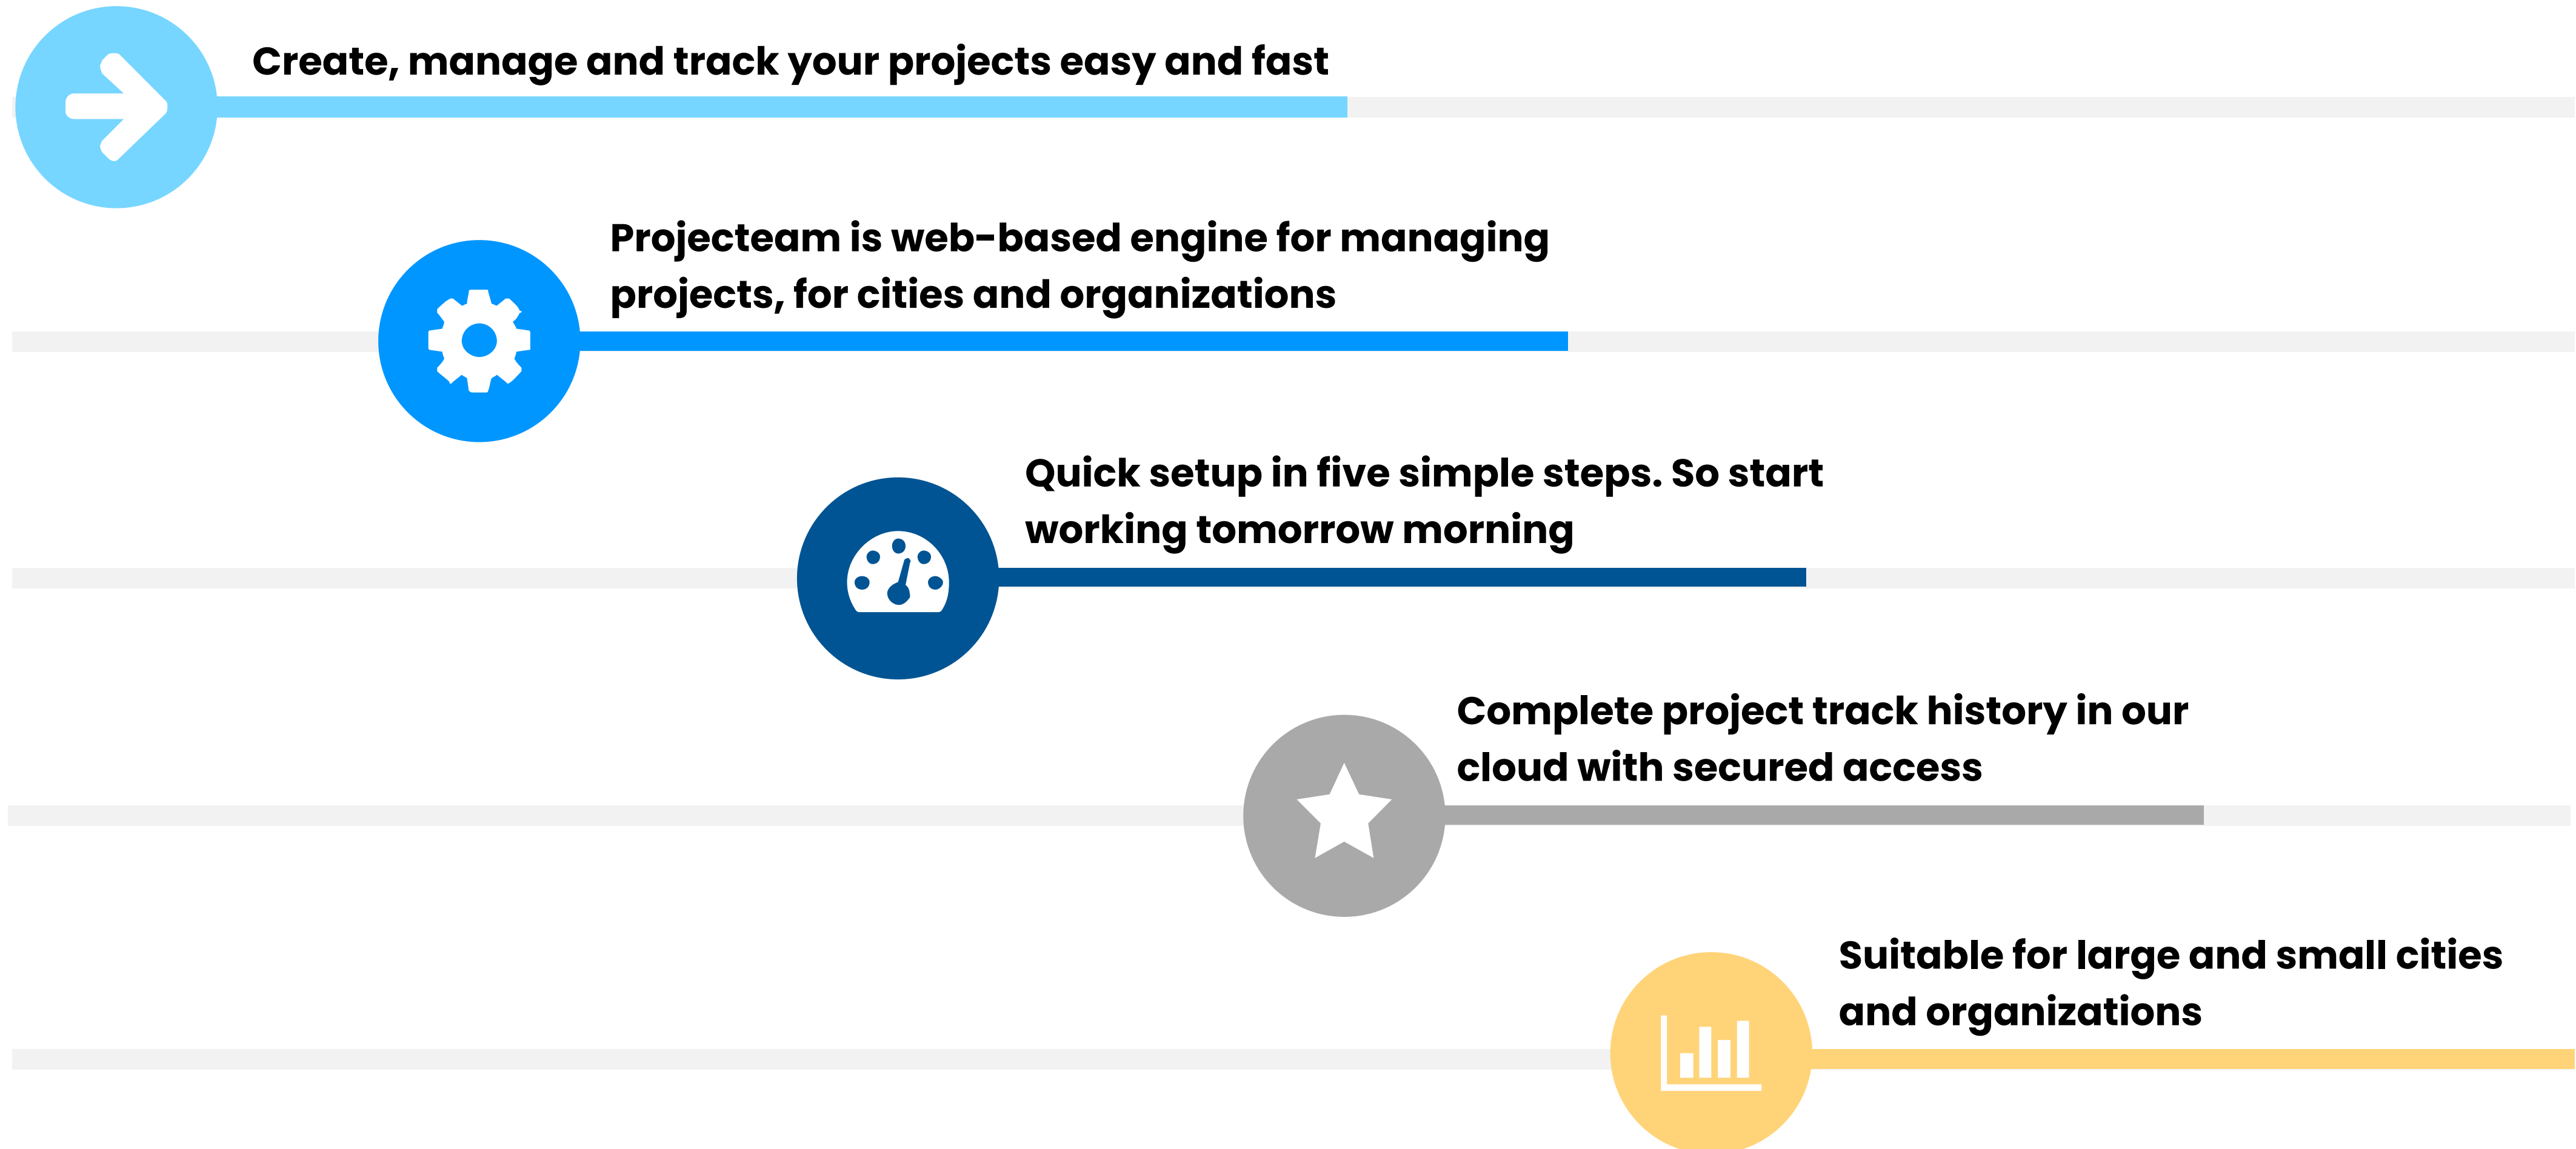 Create, manage and track your projects easy and fast
Projecteam is web-based engine for managing
projects, for cities and organizations
Quick setup in five simple steps. So start
working tomorrow morning
Complete project track history in our
cloud with secured access
Suitable for large and small cities
and organizations